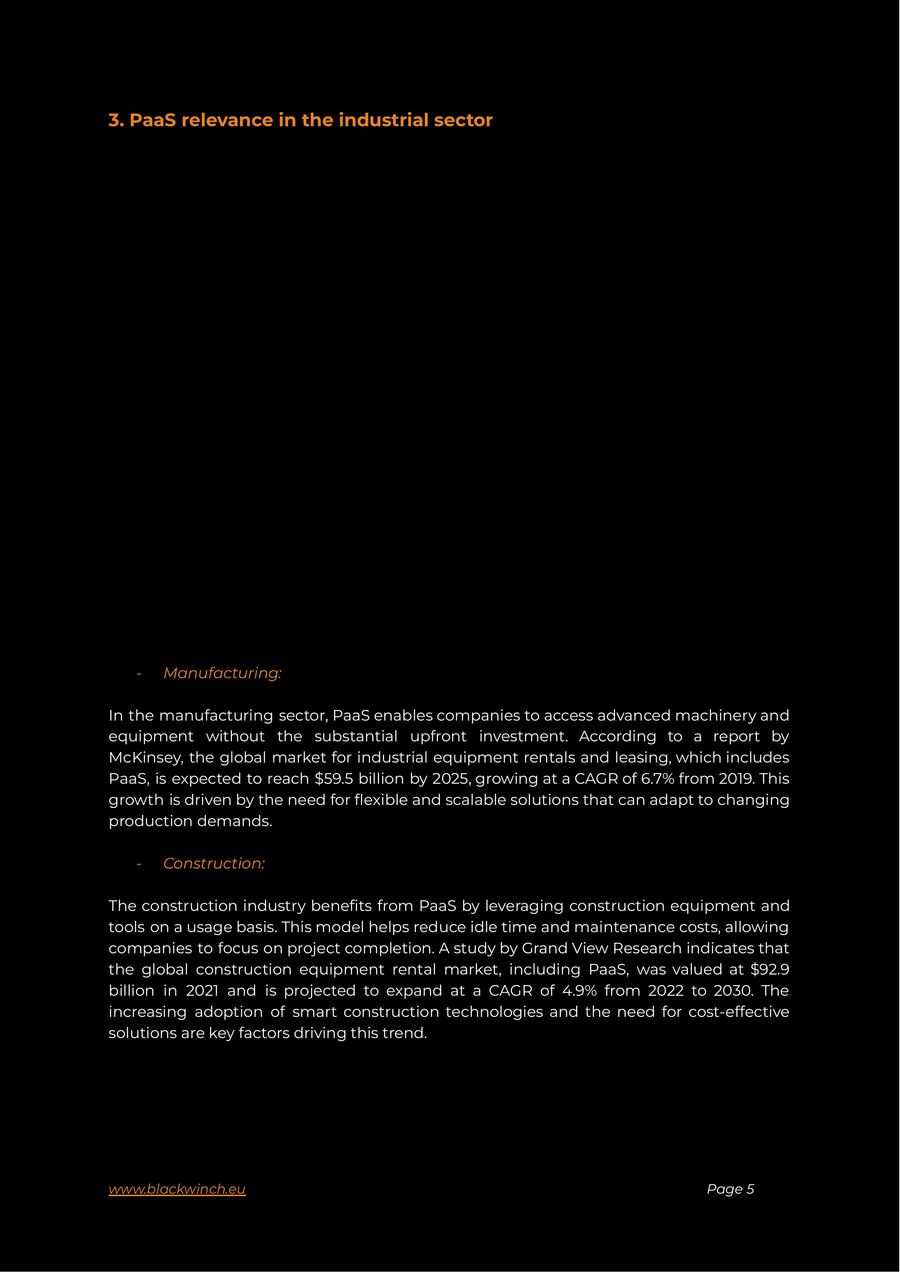 3. PaaS relevance in the industrial sector
- Manufacturing:
In the manufacturing sector, PaaS enables companies to access advanced machinery and
equipment without the substantial upfront investment. According to a report by
McKinsey, the global market for industrial equipment rentals and leasing, which includes
PaaS, is expected to reach $59.5 billion by 2025, growing at a CAGR of 6.7% from 2019. This
growth is driven by the need for flexible and scalable solutions that can adapt to changing
production demands.
- Construction:
The construction industry benefits from PaaS by leveraging construction equipment and
tools on a usage basis. This model helps reduce idle time and maintenance costs, allowing
companies to focus on project completion. A study by Grand View Research indicates that
the global construction equipment rental market, including PaaS, was valued at $92.9
billion in 2021 and is projected to expand at a CAGR of 4.9% from 2022 to 2030. The
increasing adoption of smart construction technologies and the need for cost-effective
solutions are key factors driving this trend.
www.blackwinch.eu Page 5